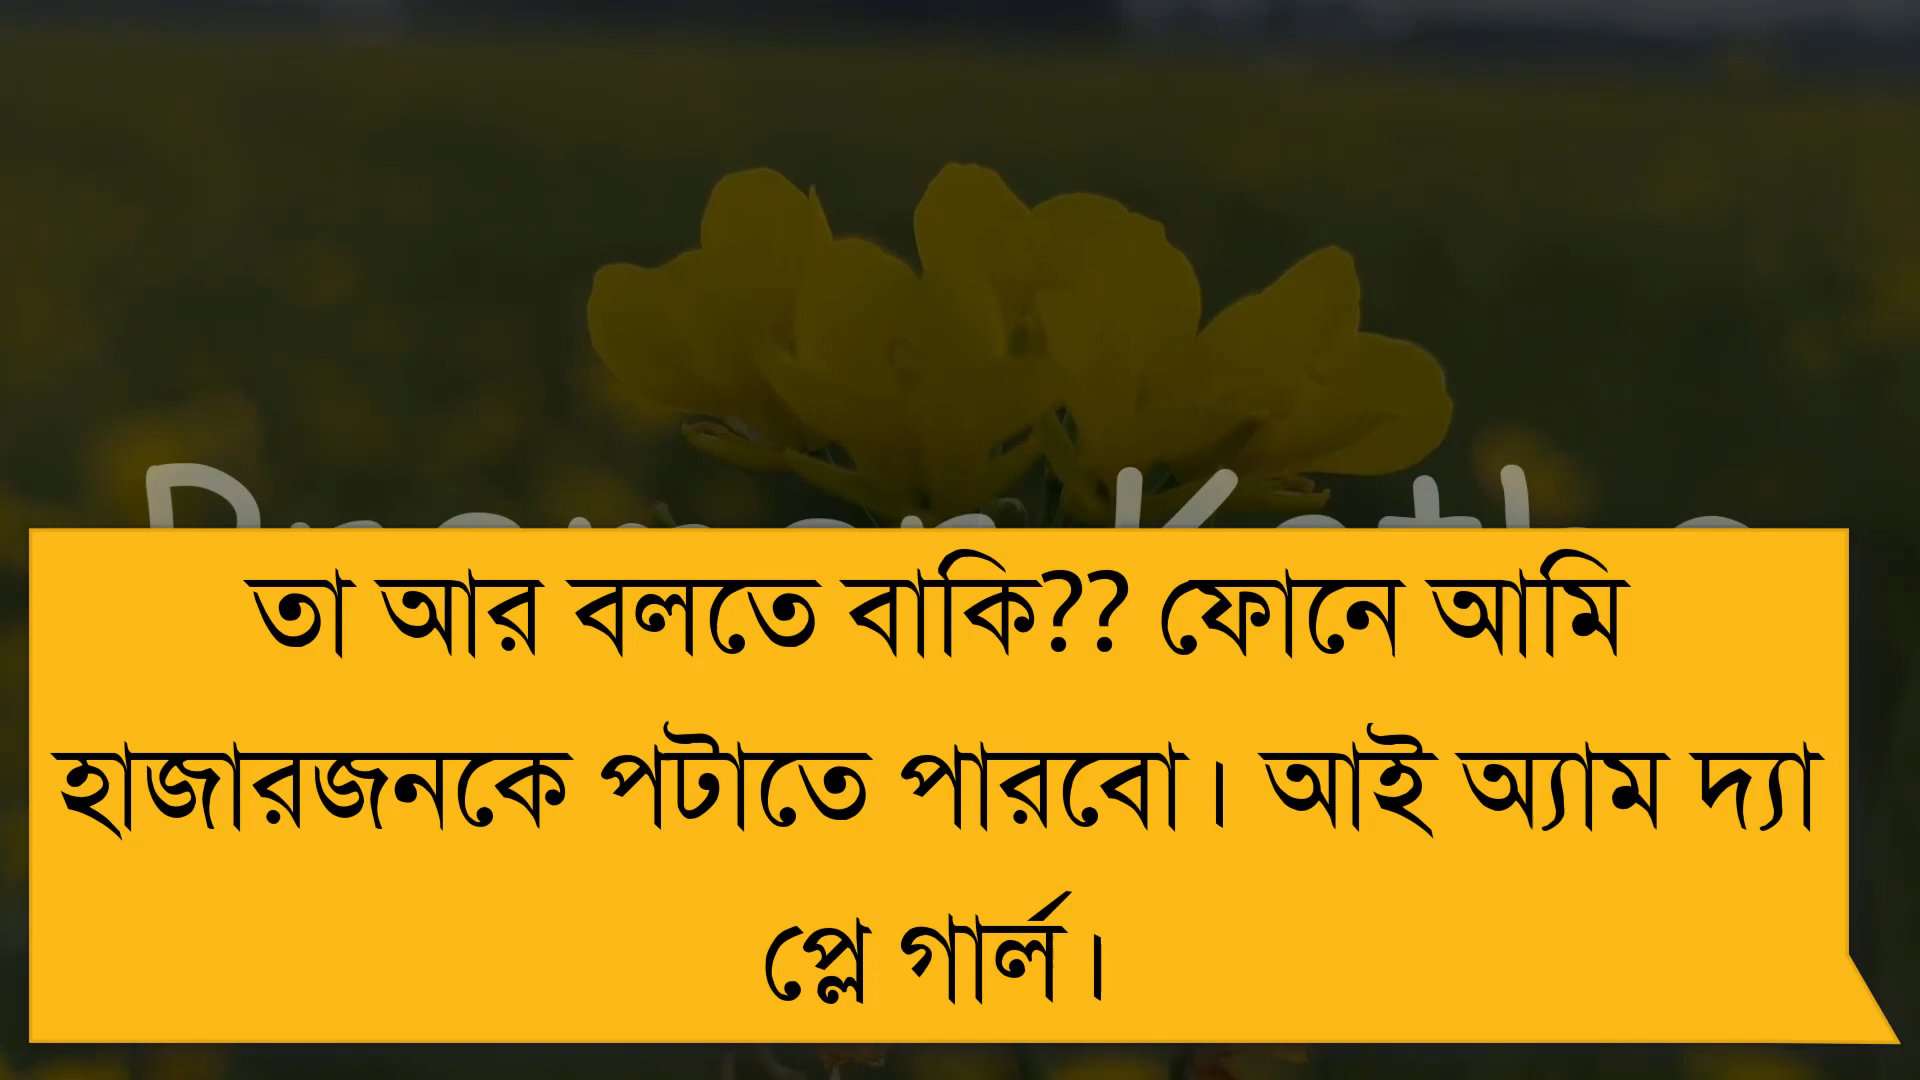 তা আর বলতে বাকি?? ফোনে আমি
হাজারজনকে পটাতে পারবো। আই অ্যাম দ্যা
প্লে গার্ল।